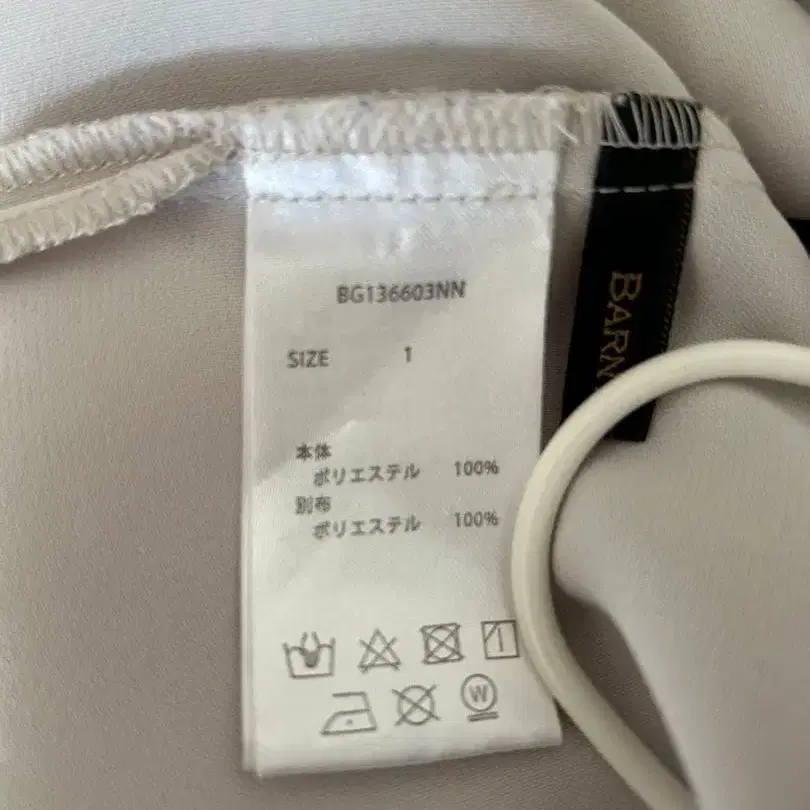 BG136603NN
SIZE 1
本体
ポリエステル 100%
別布
ポリエステル 100%
W
BARN